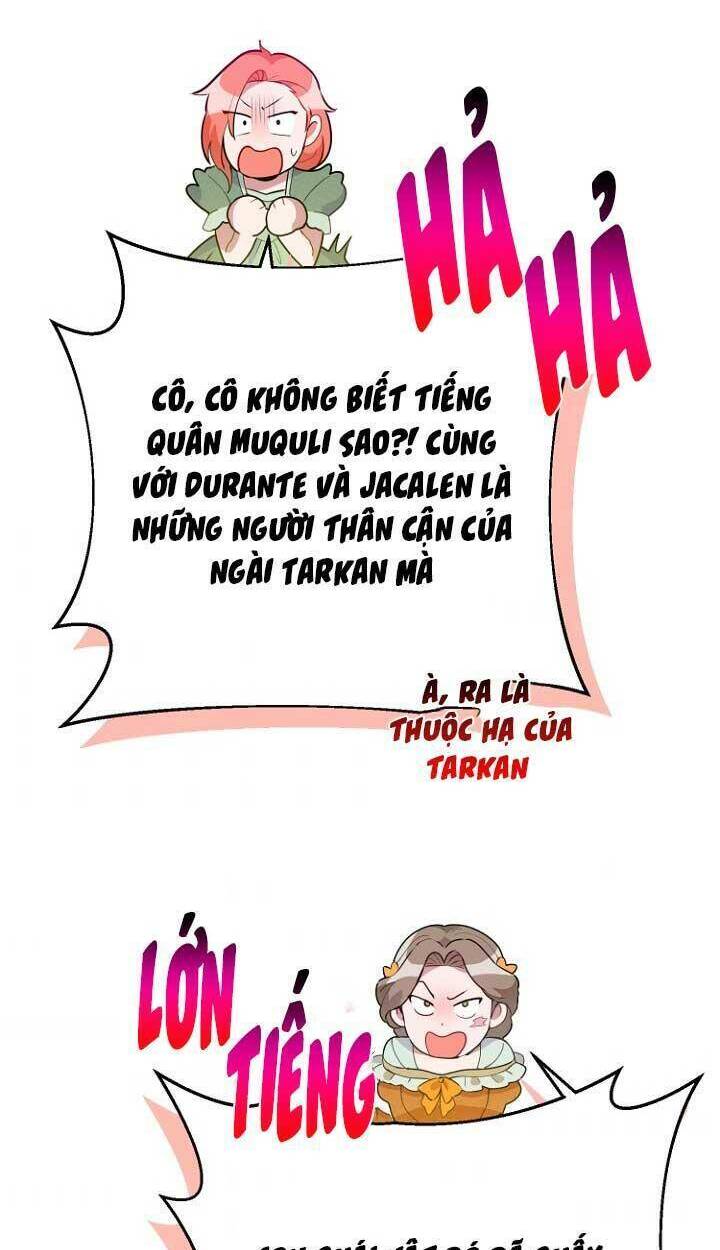 HẢ
HẢ
CÔ, CÔ KHÔNG BIẾT TIẾNG
QUÂN MUQULI SAO?! CÙNG
VỚI DURANTE VÀ JACALEN LÀ
NHỮNG NGƯỜI THÂN CẬN CỦA
NGÀI TARKAN MÀ
À, RA LÀ
THUỘC HẠ CỦA
TARKAN
LỚN
TIẾNG